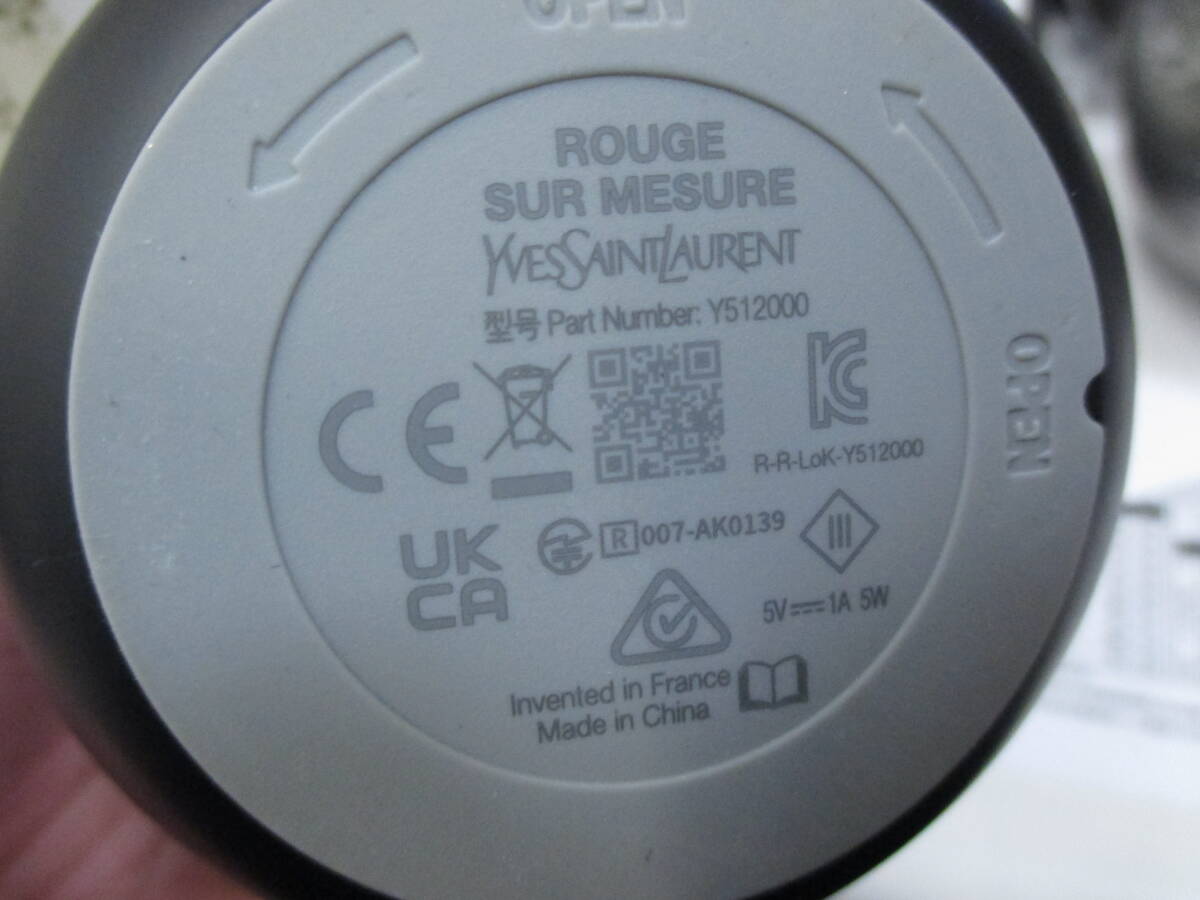 OPEN
ROUGE
SUR MESURE
YVESSAINTLAURENT
型号 Part Number: Y512000
CE
R-R-LoK-Y512000
OPEN
UK
CA
R 007-AK0139
5V⎓1A 5W
Invented in France
Made in China